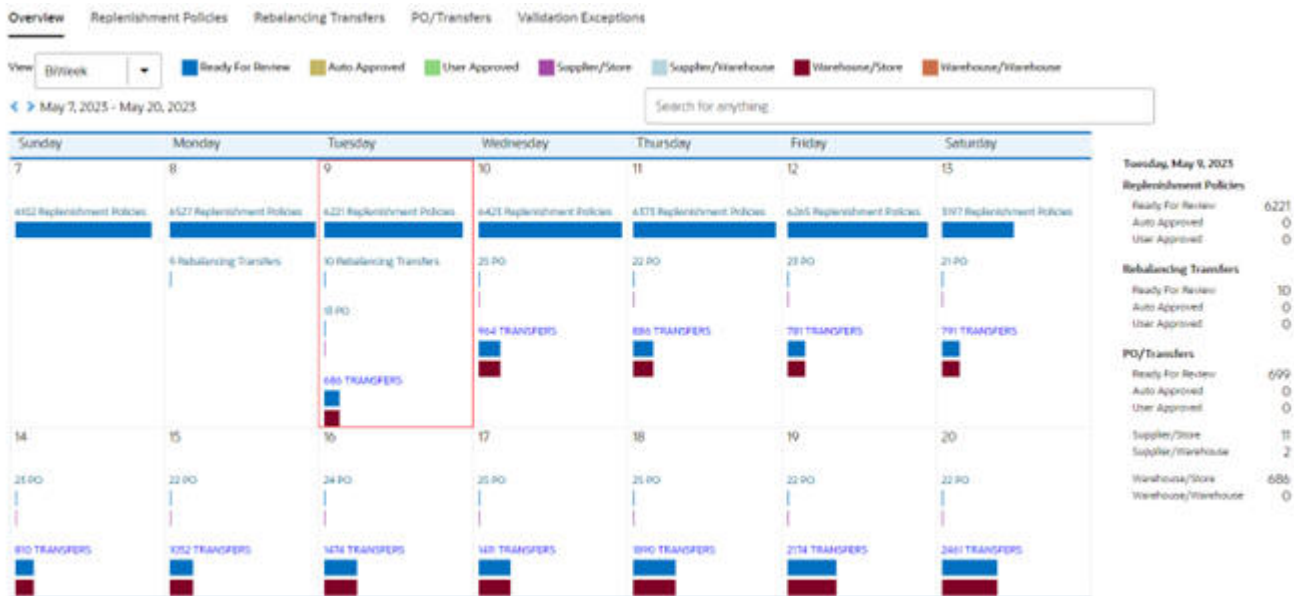 Overview Replenishment Policies Rebalancing Transfers PO/Transfers Validation Exceptions
View BiWeek Ready For Review Auto Approved User Approved Supplier/Store Supplier/Warehouse Warehouse/Store Warehouse/Warehouse
May 7, 2023 - May 20, 2023 Search for anything
Sunday Monday Tuesday Wednesday Thursday Friday Saturday
7 8 9 10 11 12 13
6102 Replenishment Policies 6527 Replenishment Policies 6221 Replenishment Policies 6423 Replenishment Policies 6373 Replenishment Policies 6265 Replenishment Policies Replenishment Policies
9 Rebalancing Transfers 10 Rebalancing Transfers 25 PO 22 PO 23 PO 21 PO
13 PO
964 TRANSFERS 886 TRANSFERS 781 TRANSFERS 791 TRANSFERS
686 TRANSFERS
14 15 16 17 18 19 20
23 PO 22 PO 24 PO 25 PO 25 PO 22 PO 22 PO
810 TRANSFERS 1052 TRANSFERS 1474 TRANSFERS 1411 TRANSFERS 1890 TRANSFERS 2174 TRANSFERS 2461 TRANSFERS
Tuesday, May 9, 2023
Replenishment Policies
Ready For Review 6221
Auto Approved 0
User Approved 0
Rebalancing Transfers
Ready For Review 10
Auto Approved 0
User Approved 0
PO/Transfers
Ready For Review 699
Auto Approved 0
User Approved 0
Supplier/Store 11
Supplier/Warehouse 2
Warehouse/Store 686
Warehouse/Warehouse 0